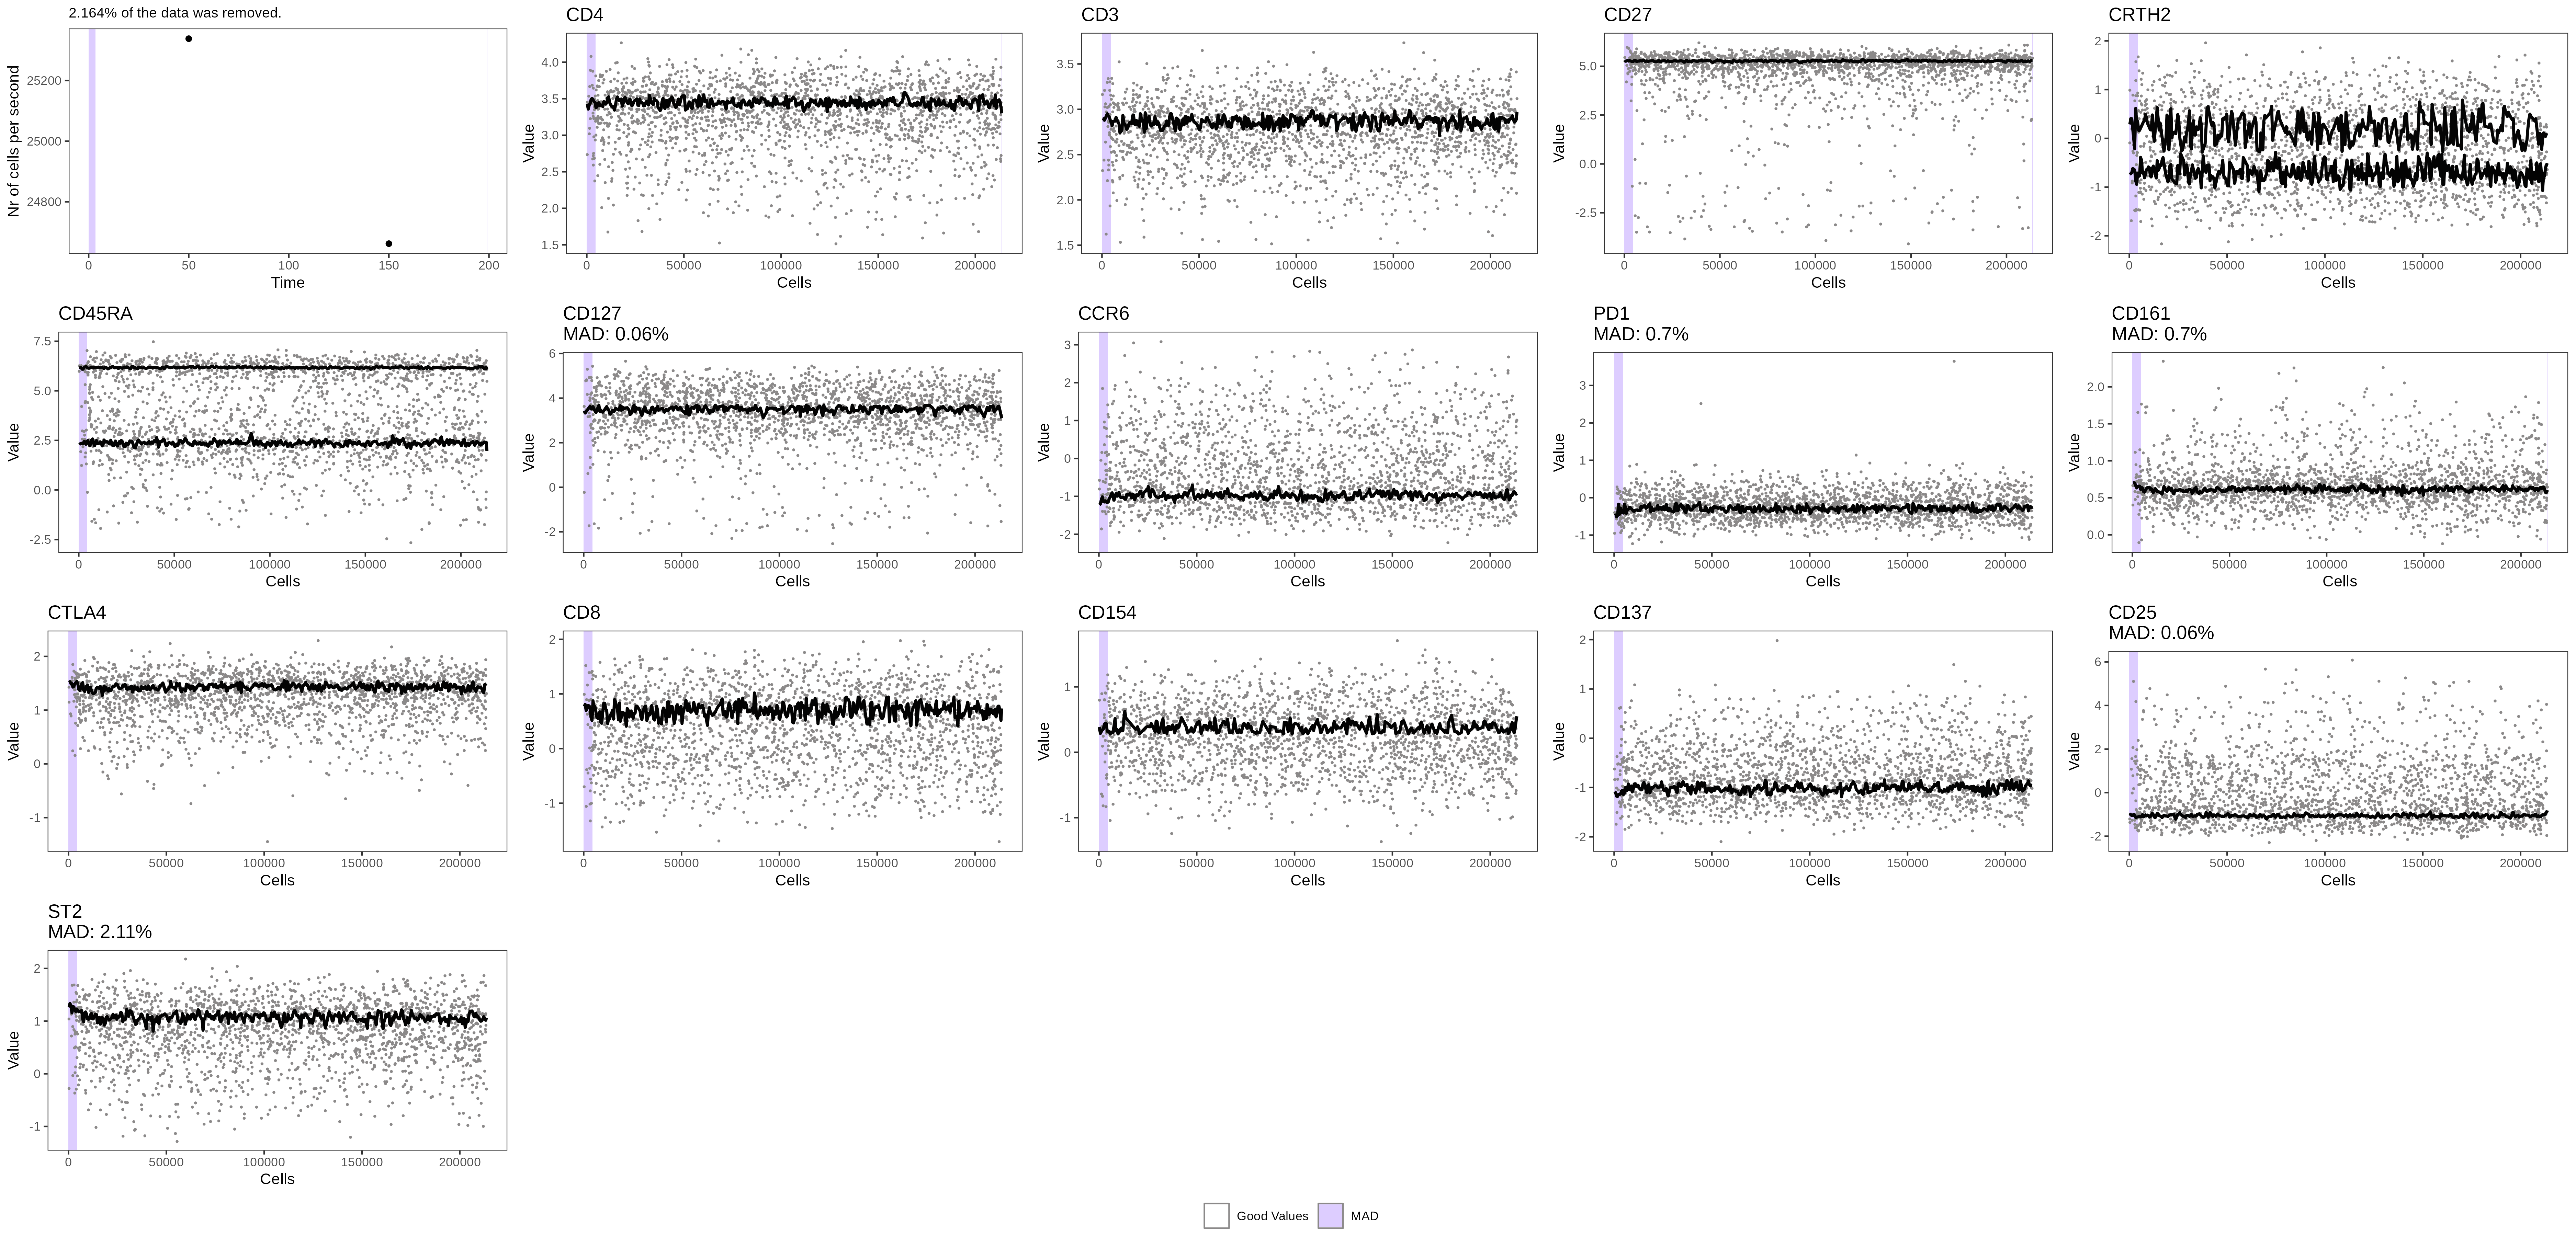 2.164% of the data was removed.
Nr of cells per second
25200
25000
24800
0 50 100 150 200
Time
CD4
Value
4.0
3.5
3.0
2.5
2.0
1.5
0 50000 100000 150000 200000
Cells
CD3
Value
3.5
3.0
2.5
2.0
1.5
0 50000 100000 150000 200000
Cells
CD27
Value
5.0
2.5
0.0
-2.5
0 50000 100000 150000 200000
Cells
CRTH2
Value
2
1
0
-1
-2
0 50000 100000 150000 200000
Cells
CD45RA
Value
7.5
5.0
2.5
0.0
-2.5
0 50000 100000 150000 200000
Cells
CD127
MAD: 0.06%
Value
6
4
2
0
-2
0 50000 100000 150000 200000
Cells
CCR6
Value
3
2
1
0
-1
-2
0 50000 100000 150000 200000
Cells
PD1
MAD: 0.7%
Value
3
2
1
0
-1
0 50000 100000 150000 200000
Cells
CD161
MAD: 0.7%
Value
2.0
1.5
1.0
0.5
0.0
0 50000 100000 150000 200000
Cells
CTLA4
Value
2
1
0
-1
0 50000 100000 150000 200000
Cells
CD8
Value
2
1
0
-1
0 50000 100000 150000 200000
Cells
CD154
Value
1
0
-1
0 50000 100000 150000 200000
Cells
CD137
Value
2
1
0
-1
-2
0 50000 100000 150000 200000
Cells
CD25
MAD: 0.06%
Value
6
4
2
0
-2
0 50000 100000 150000 200000
Cells
ST2
MAD: 2.11%
Value
2
1
0
-1
0 50000 100000 150000 200000
Cells
Good Values MAD